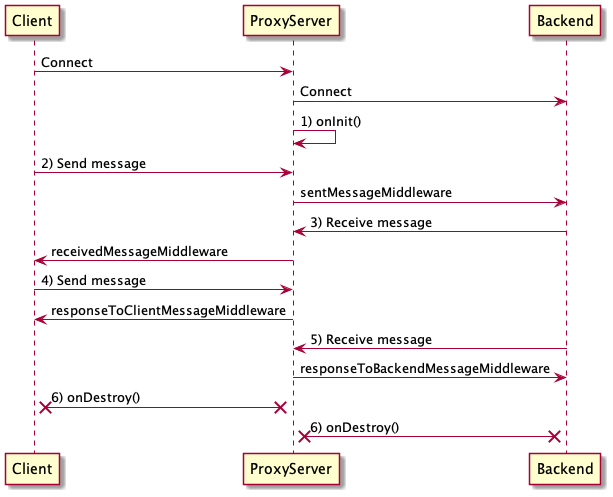 Client ProxyServer Backend
Connect
Connect
1) onInit()
2) Send message
sentMessageMiddleware
3) Receive message
receivedMessageMiddleware
4) Send message
responseToClientMessageMiddleware
5) Receive message
responseToBackendMessageMiddleware
6) onDestroy()
6) onDestroy()
Client ProxyServer Backend